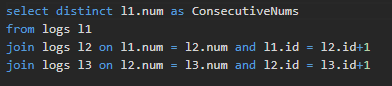 select distinct l1.num as ConsecutiveNums
from logs l1
join logs l2 on l1.num = l2.num and l1.id = l2.id+1
join logs l3 on l2.num = l3.num and l2.id = l3.id+1